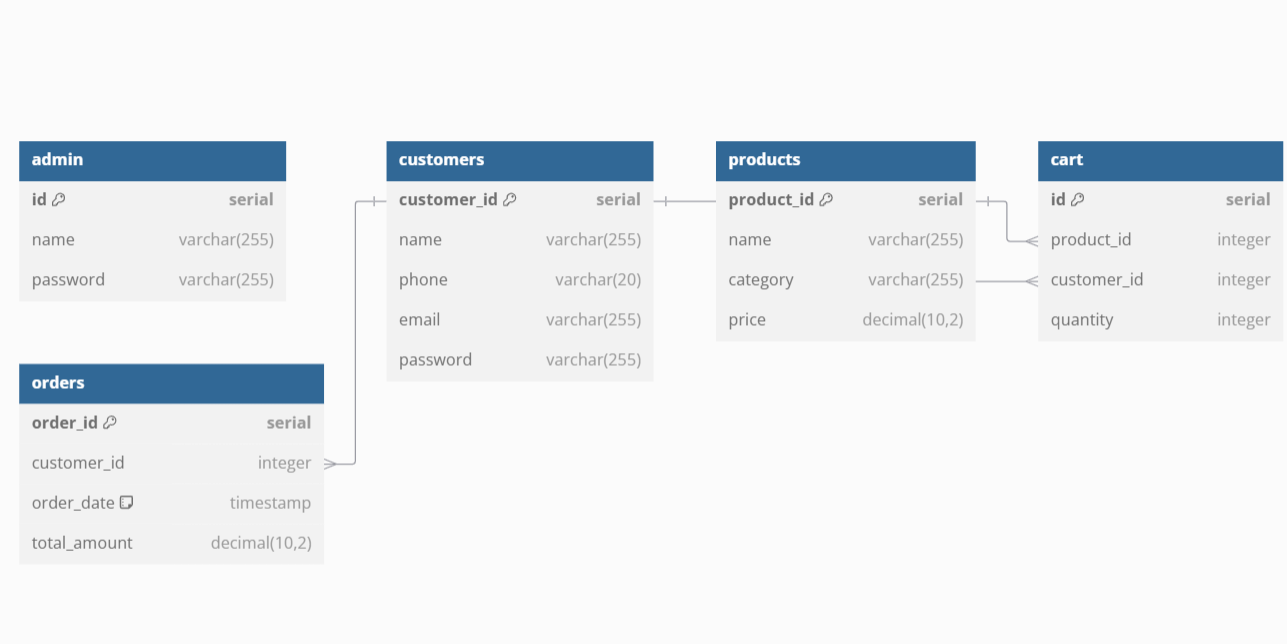 admin
id serial
name varchar(255)
password varchar(255)
customers
customer_id serial
name varchar(255)
phone varchar(20)
email varchar(255)
password varchar(255)
products
product_id serial
name varchar(255)
category varchar(255)
price decimal(10,2)
cart
id serial
product_id integer
customer_id integer
quantity integer
orders
order_id serial
customer_id integer
order_date timestamp
total_amount decimal(10,2)